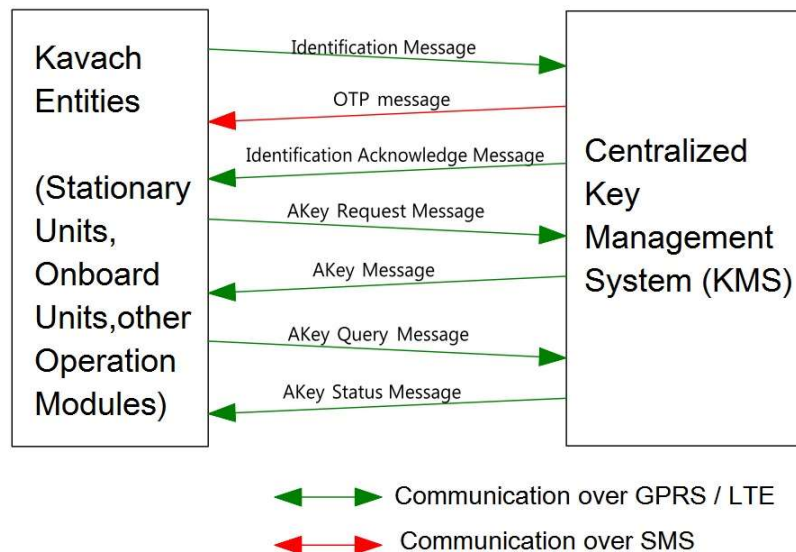 Kavach
Entities
(Stationary
Units,
Onboard
Units,other
Operation
Modules)
Identification Message
OTP message
Identification Acknowledge Message
AKey Request Message
AKey Message
AKey Query Message
AKey Status Message
Centralized
Key
Management
System (KMS)
Communication over GPRS / LTE
Communication over SMS